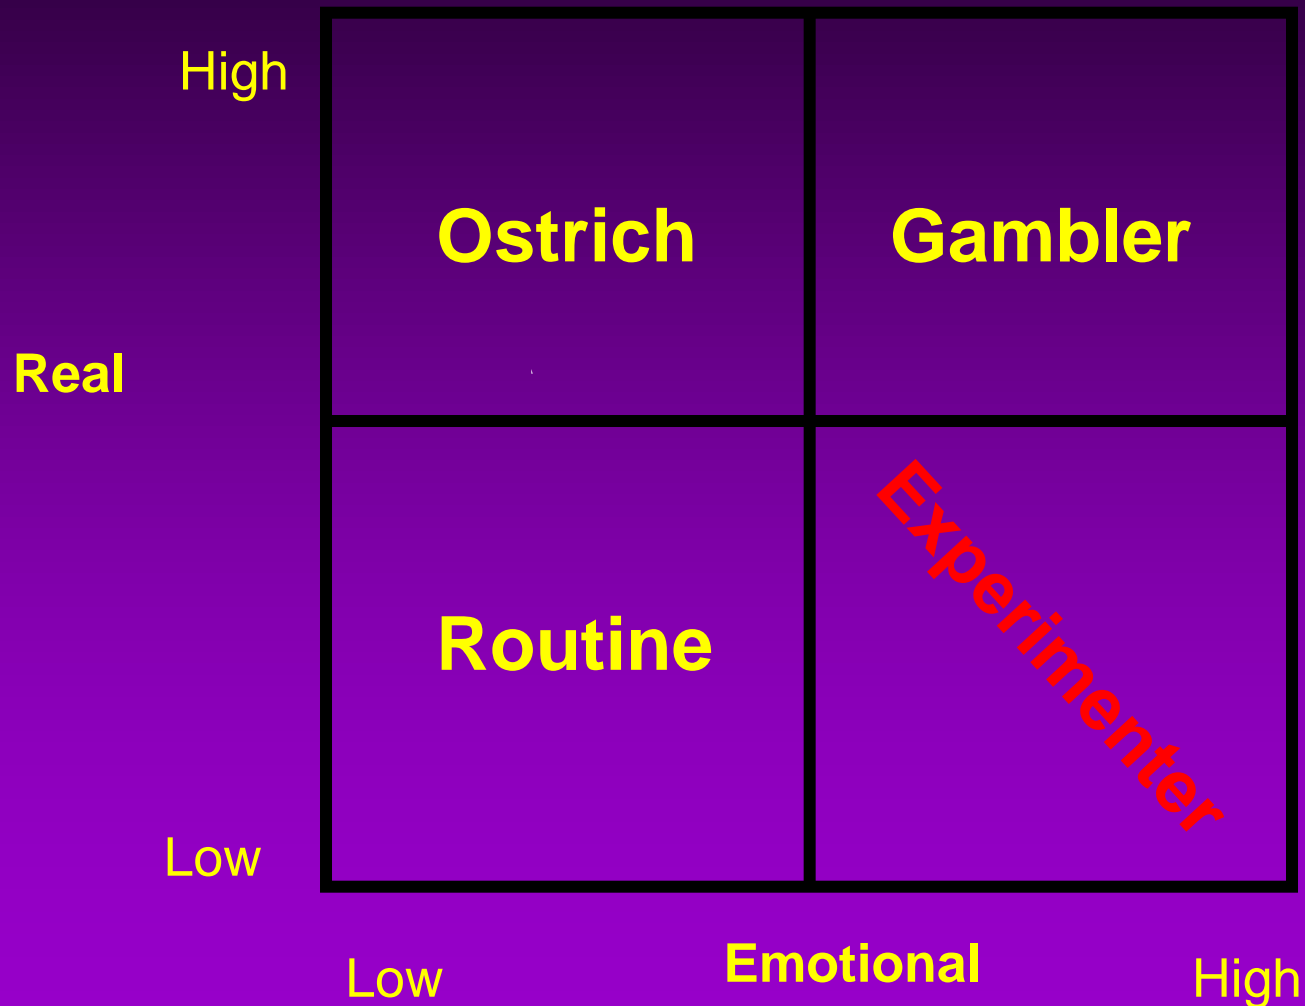 High
Ostrich
Gambler
Real
Experimenter
Routine
Low
Emotional
Low
High